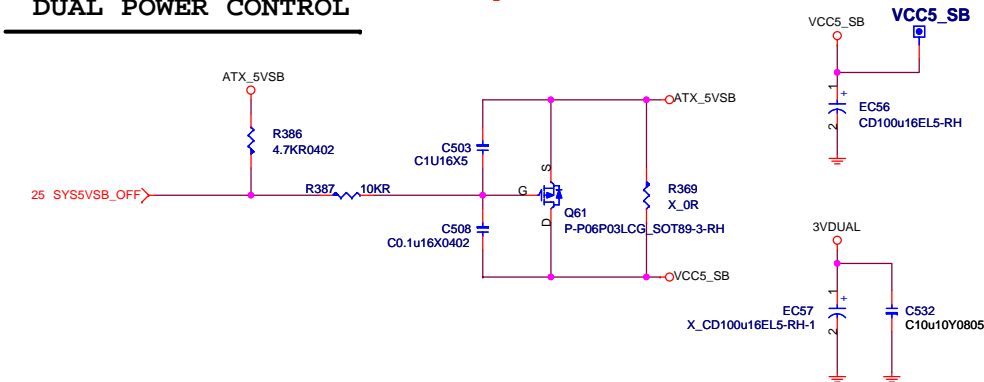 DUAL POWER CONTROL
VCC5_SB
VCC5_SB
1
+
2
EC56
CD100u16EL5-RH
ATX_5VSB
R386
4.7KR0402
25 SYS5VSB_OFF
R387 10KR
C503
C1U16X5
C508
C0.1u16X0402
ATX_5VSB
S
G
D
Q61
P-P06P03LCG_SOT89-3-RH
R369
X_0R
VCC5_SB
3VDUAL
1
+
2
EC57
X_CD100u16EL5-RH-1
C532
C10u10Y0805